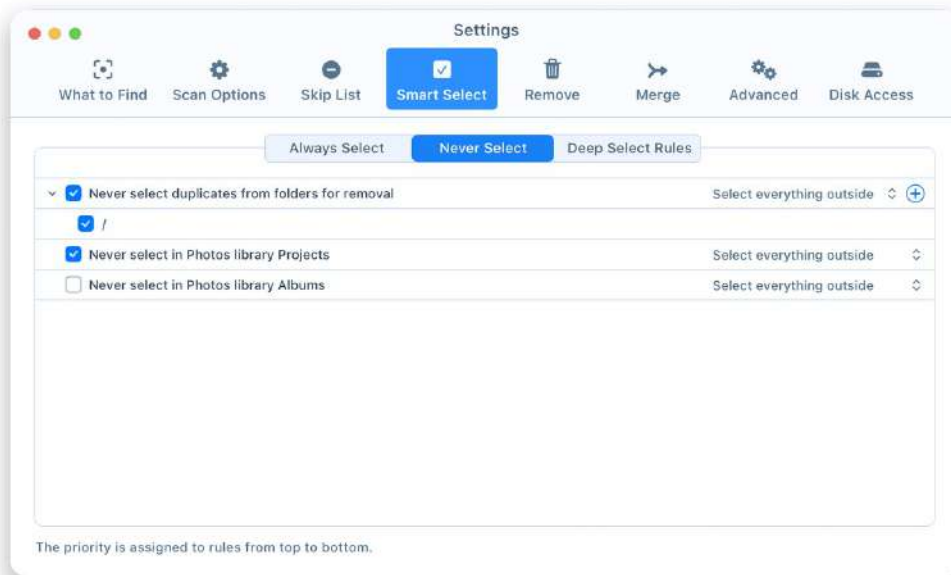 Settings
What to Find Scan Options Skip List Smart Select Remove Merge Advanced Disk Access
Always Select Never Select Deep Select Rules
Never select duplicates from folders for removal Select everything outside
/
Never select in Photos library Projects Select everything outside
Never select in Photos library Albums Select everything outside
The priority is assigned to rules from top to bottom.